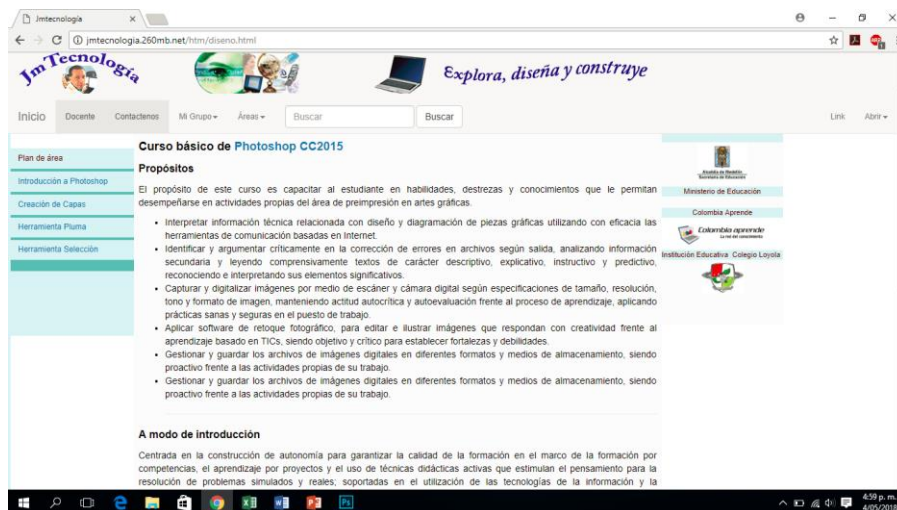 Jmtecnología
jmtecnologia.260mb.net/htm/diseno.html
JmTecnología
Explora, diseña y construye
Inicio Docente Contactenos Mi Grupo Áreas Buscar Buscar Link Abrir
Plan de área
Introducción a Photoshop
Creación de Capas
Herramienta Pluma
Herramienta Selección
Curso básico de Photoshop CC2015
Propósitos
El propósito de este curso es capacitar al estudiante en habilidades, destrezas y conocimientos que le permitan
desempeñarse en actividades propias del área de preimpresión en artes gráficas.
• Interpretar información técnica relacionada con diseño y diagramación de piezas gráficas utilizando con eficacia las
herramientas de comunicación basadas en Internet.
• Identificar y argumentar críticamente en la corrección de errores en archivos según salida, analizando información
secundaria y leyendo comprensivamente textos de carácter descriptivo, explicativo, instructivo y predictivo,
reconociendo e interpretando sus elementos significativos.
• Capturar y digitalizar imágenes por medio de escáner y cámara digital según especificaciones de tamaño, resolución,
tono y formato de imagen, manteniendo actitud autocrítica y autoevaluación frente al proceso de aprendizaje, aplicando
prácticas sanas y seguras en el puesto de trabajo.
• Aplicar software de retoque fotográfico, para editar e ilustrar imágenes que respondan con creatividad frente al
aprendizaje basado en TICs, siendo objetivo y crítico para establecer fortalezas y debilidades.
• Gestionar y guardar los archivos de imágenes digitales en diferentes formatos y medios de almacenamiento, siendo
proactivo frente a las actividades propias de su trabajo.
• Gestionar y guardar los archivos de imágenes digitales en diferentes formatos y medios de almacenamiento, siendo
proactivo frente a las actividades propias de su trabajo.
A modo de introducción
Centrada en la construcción de autonomía para garantizar la calidad de la formación en el marco de la formación por
competencias, el aprendizaje por proyectos y el uso de técnicas didácticas activas que estimulan el pensamiento para la
resolución de problemas simulados y reales; soportadas en el utilización de las tecnologías de la información y la
Alcaldía de Medellín
Secretaría de Educación
Ministerio de Educación
Colombia Aprende
Colombia aprende
La red del conocimiento
Institución Educativa Colegio Loyola
4:59 p. m.
4/05/2018